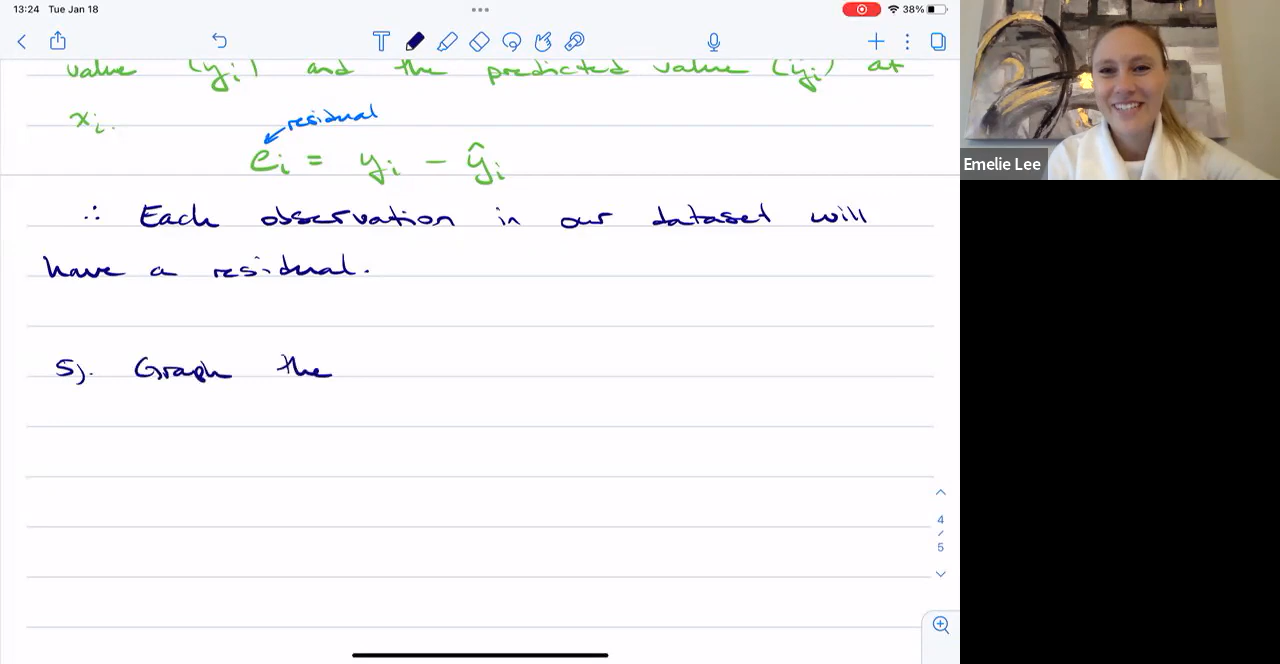 13:24 Tue Jan 18
38%
T
value (yᵢ) and the predicted value (ŷᵢ) at
xᵢ.
residual
eᵢ = yᵢ - ŷᵢ
∴ Each observation in our dataset will
have a residual.
5). Graph the
4
/
5
Emelie Lee